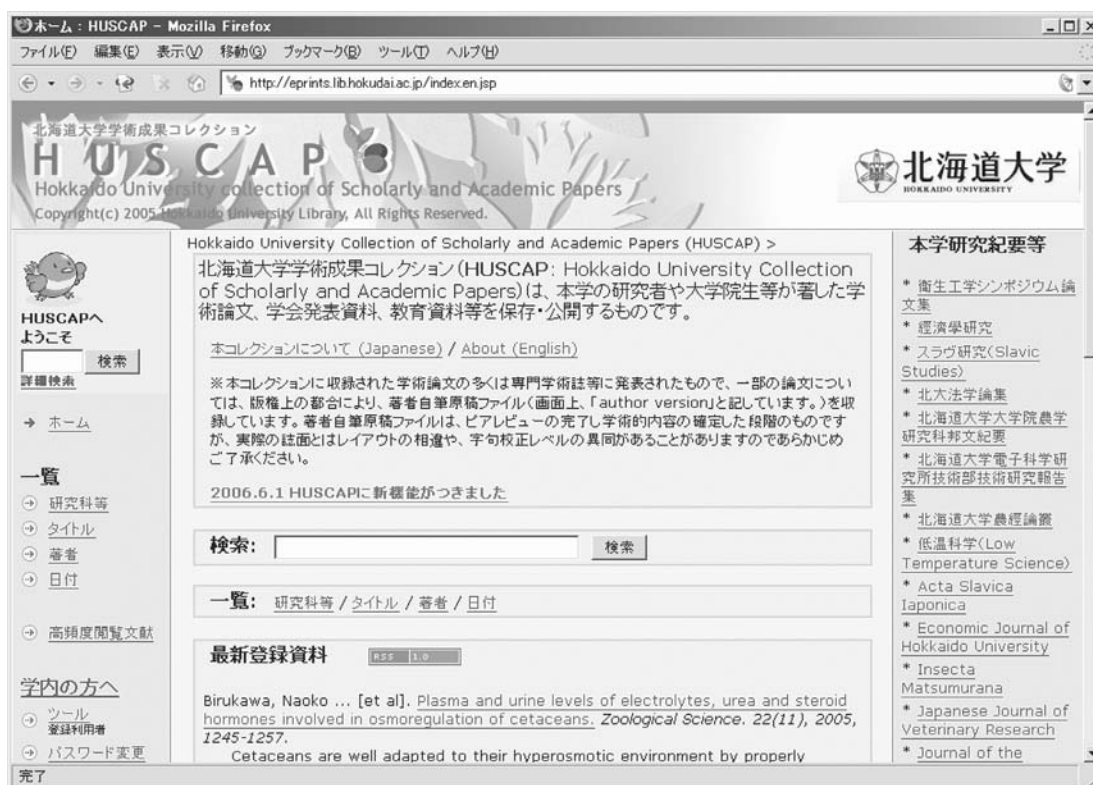 ホーム : HUSCAP - Mozilla Firefox
ファイル(F) 編集(E) 表示(V) 移動(G) ブックマーク(B) ツール(T) ヘルプ(H)
http://eprints.lib.hokudai.ac.jp/index.en.jsp
北海道大学学術成果コレクション
HUSCAP
Hokkaido University collection of Scholarly and Academic Papers
Copyright(c) 2005 Hokkaido University Library, All Rights Reserved.
北海道大学
HOKKAIDO UNIVERSITY
HUSCAPへ
ようこそ
検索
詳細検索
→ ホーム
一覧
→ 研究科等
→ タイトル
→ 著者
→ 日付
→ 高頻度閲覧文献
学内の方へ
→ ツール
登録利用者
→ パスワード変更
Hokkaido University Collection of Scholarly and Academic Papers (HUSCAP) >
北海道大学学術成果コレクション(HUSCAP: Hokkaido University Collection
of Scholarly and Academic Papers)は、本学の研究者や大学院生等が著した学
術論文、学会発表資料、教育資料等を保存・公開するものです。
本コレクションについて (Japanese) / About (English)
※本コレクションに収録された学術論文の多くは専門学術誌等に発表されたもので、一部の論文につい
ては、版権上の都合により、著者自筆原稿ファイル(画面上、「author version」と記しています。)を収
録しています。著者自筆原稿ファイルは、ピアレビューの完了し学術的内容の確定した段階のものです
が、実際の誌面とはレイアウトの相違や、字句校正レベルの異同があることがありますのであらかじめ
ご了承ください。
2006.6.1 HUSCAPに新機能がつきました
検索: 検索
一覧: 研究科等 / タイトル / 著者 / 日付
最新登録資料 RSS 1.0
Birukawa, Naoko ... [et al]. Plasma and urine levels of electrolytes, urea and steroid
hormones involved in osmoregulation of cetaceans. Zoological Science. 22(11), 2005,
1245-1257.
Cetaceans are well adapted to their hyperosmotic environment by properly
本学研究紀要等
* 衛生工学シンポジウム論
文集
* 經濟學研究
* スラヴ研究(Slavic
Studies)
* 北大法学論集
* 北海道大学大学院農学
研究科邦文紀要
* 北海道大学電子科学研
究所技術部技術研究報告
集
* 北海道大学農經論叢
* 低温科学(Low
Temperature Science)
* Acta Slavica
Iaponica
* Economic Journal of
Hokkaido University
* Insecta
Matsumurana
* Japanese Journal of
Veterinary Research
* Journal of the
完了